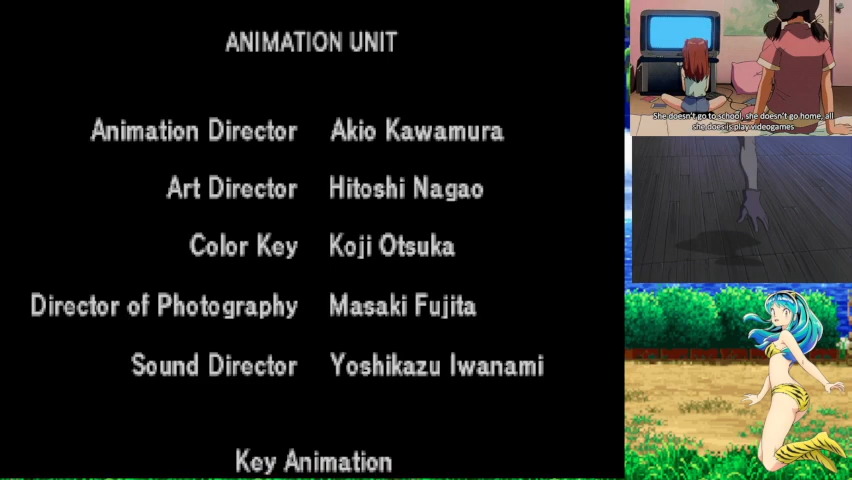 ANIMATION UNIT
Animation Director Akio Kawamura
Art Director Hitoshi Nagao
Color Key Koji Otsuka
Director of Photography Masaki Fujita
Sound Director Yoshikazu Iwanami
Key Animation
She doesn't go to school, she doesn't go home, all
she does is play videogames